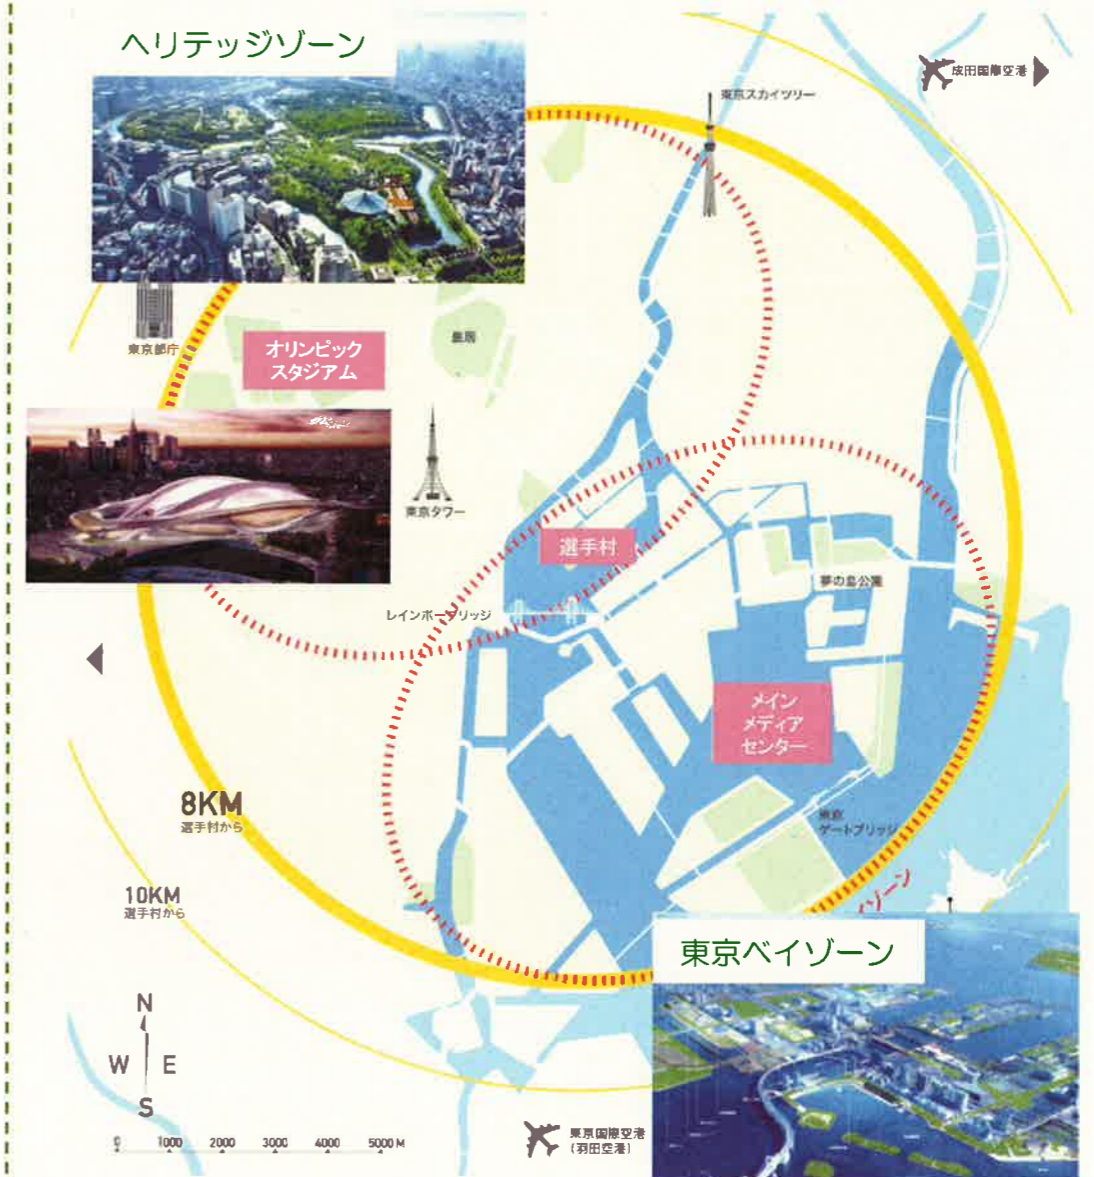 ヘリテッジゾーン
成田国際空港
東京スカイツリー
東京都庁
オリンピック
スタジアム
皇居
東京タワー
選手村
夢の島公園
レインボーブリッジ
メイン
メディア
センター
8KM
選手村から
東京
ゲートブリッジ
10KM
選手村から
イゾーン
東京ベイゾーン
N
W E
S
0 1000 2000 3000 4000 5000 M
東京国際空港
(羽田空港)